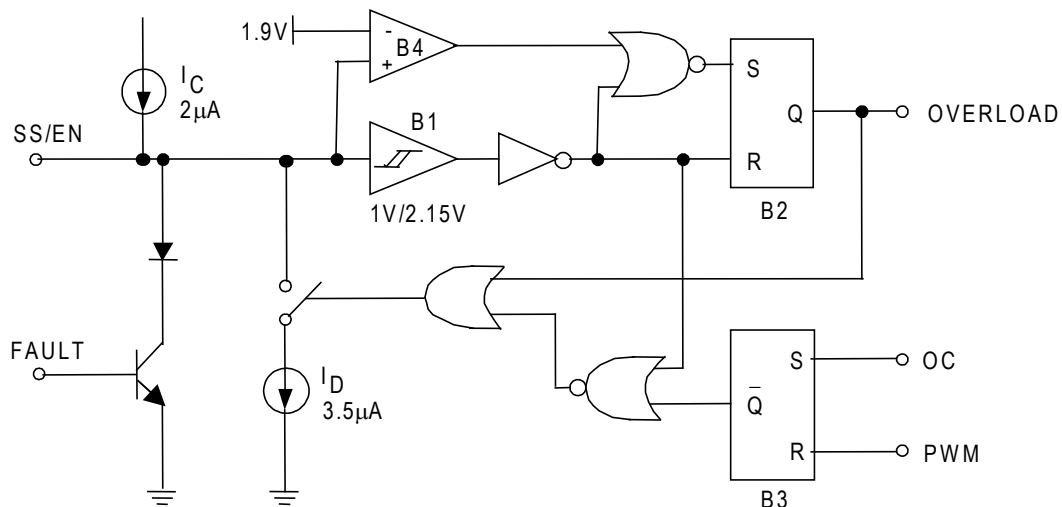 1.9V
-
B4
+
I C
2μA
SS/EN
B1
1V/2.15V
S
Q
R
B2
OVERLOAD
FAULT
I D
3.5μA
S
Q̅
R
B3
OC
PWM